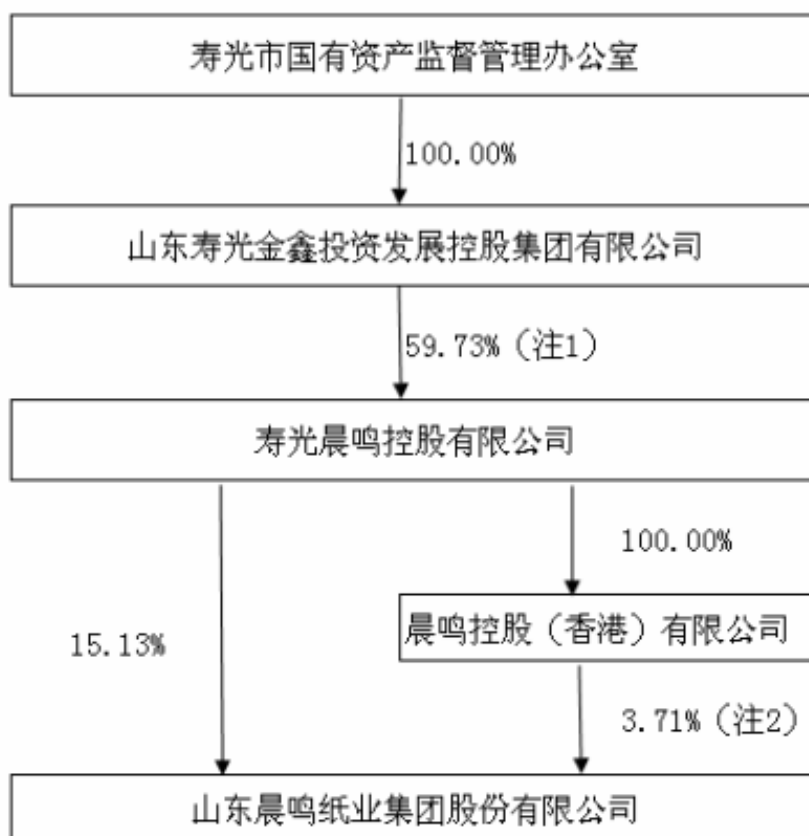 寿光市国有资产监督管理办公室
100.00%
山东寿光金鑫投资发展控股集团有限公司
59.73%（注1）
寿光晨鸣控股有限公司
100.00%
晨鸣控股（香港）有限公司
15.13%
3.71%（注2）
山东晨鸣纸业集团股份有限公司